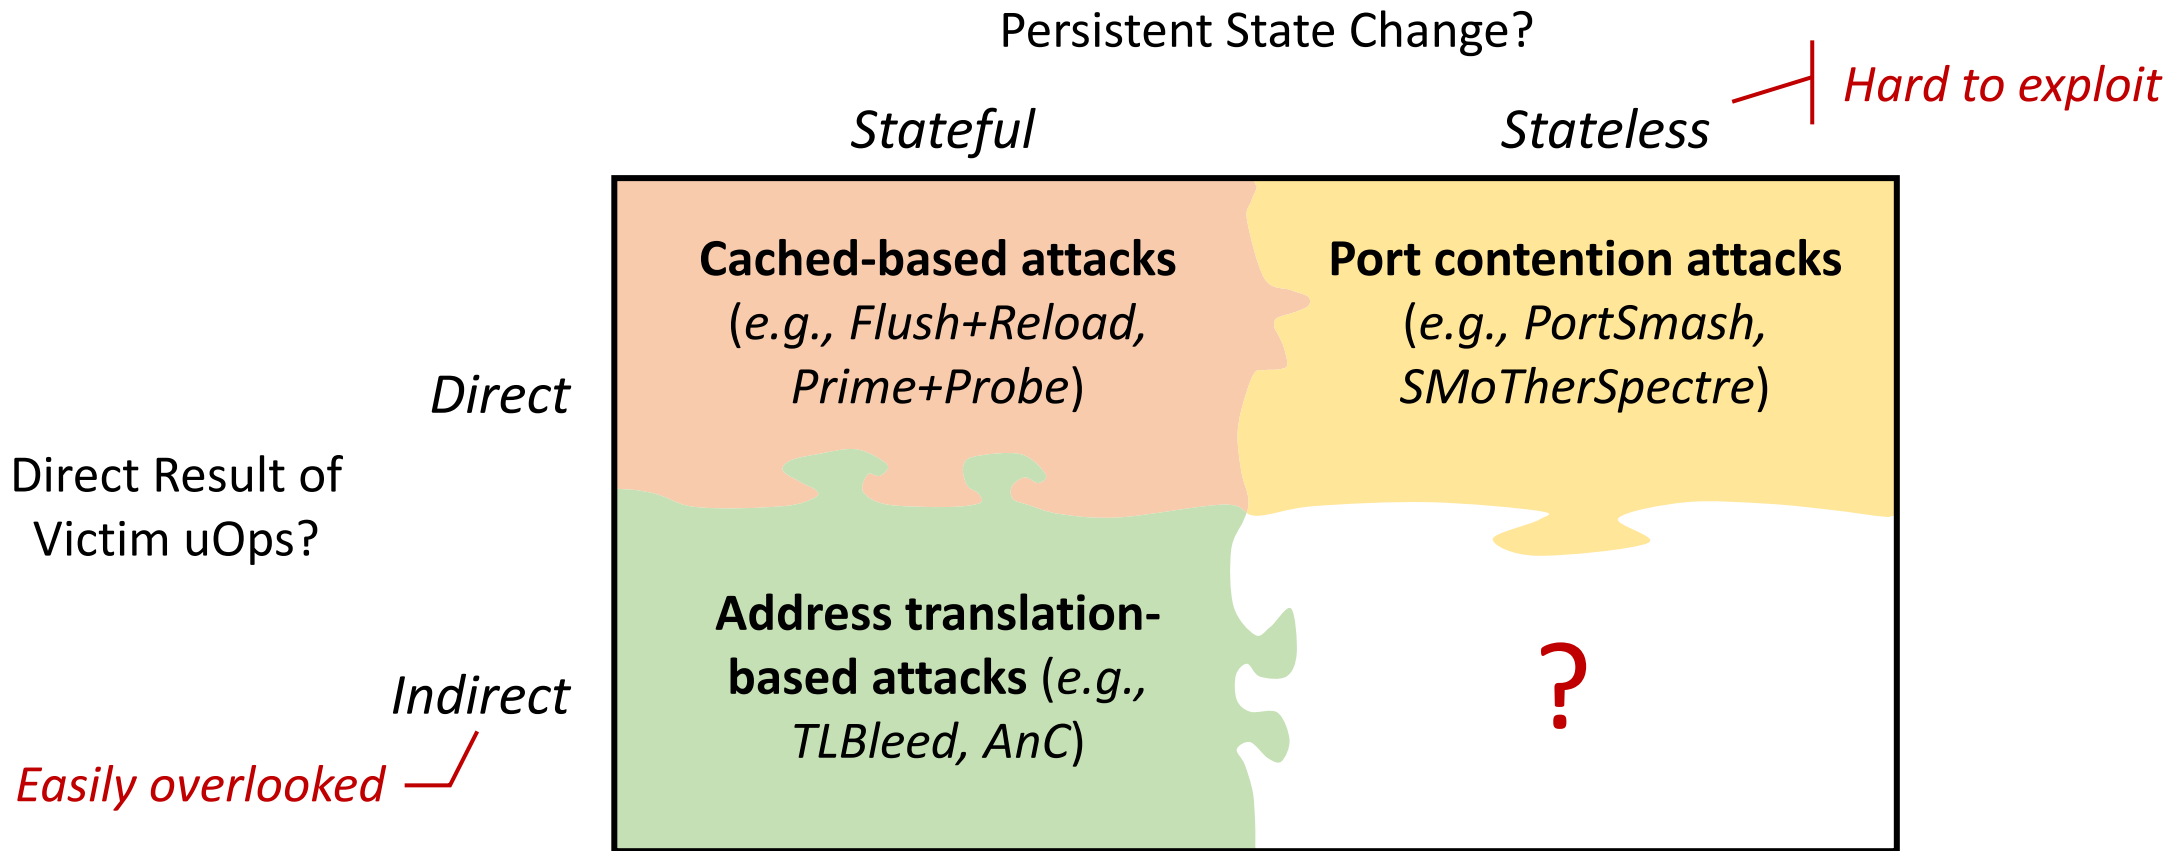 Persistent State Change?
Hard to exploit
Stateful
Stateless
Cached-based attacks
(e.g., Flush+Reload,
Prime+Probe)
Port contention attacks
(e.g., PortSmash,
SMoTherSpectre)
Direct
Direct Result of
Victim uOps?
Indirect
Easily overlooked
Address translation-
based attacks (e.g.,
TLBleed, AnC)
?